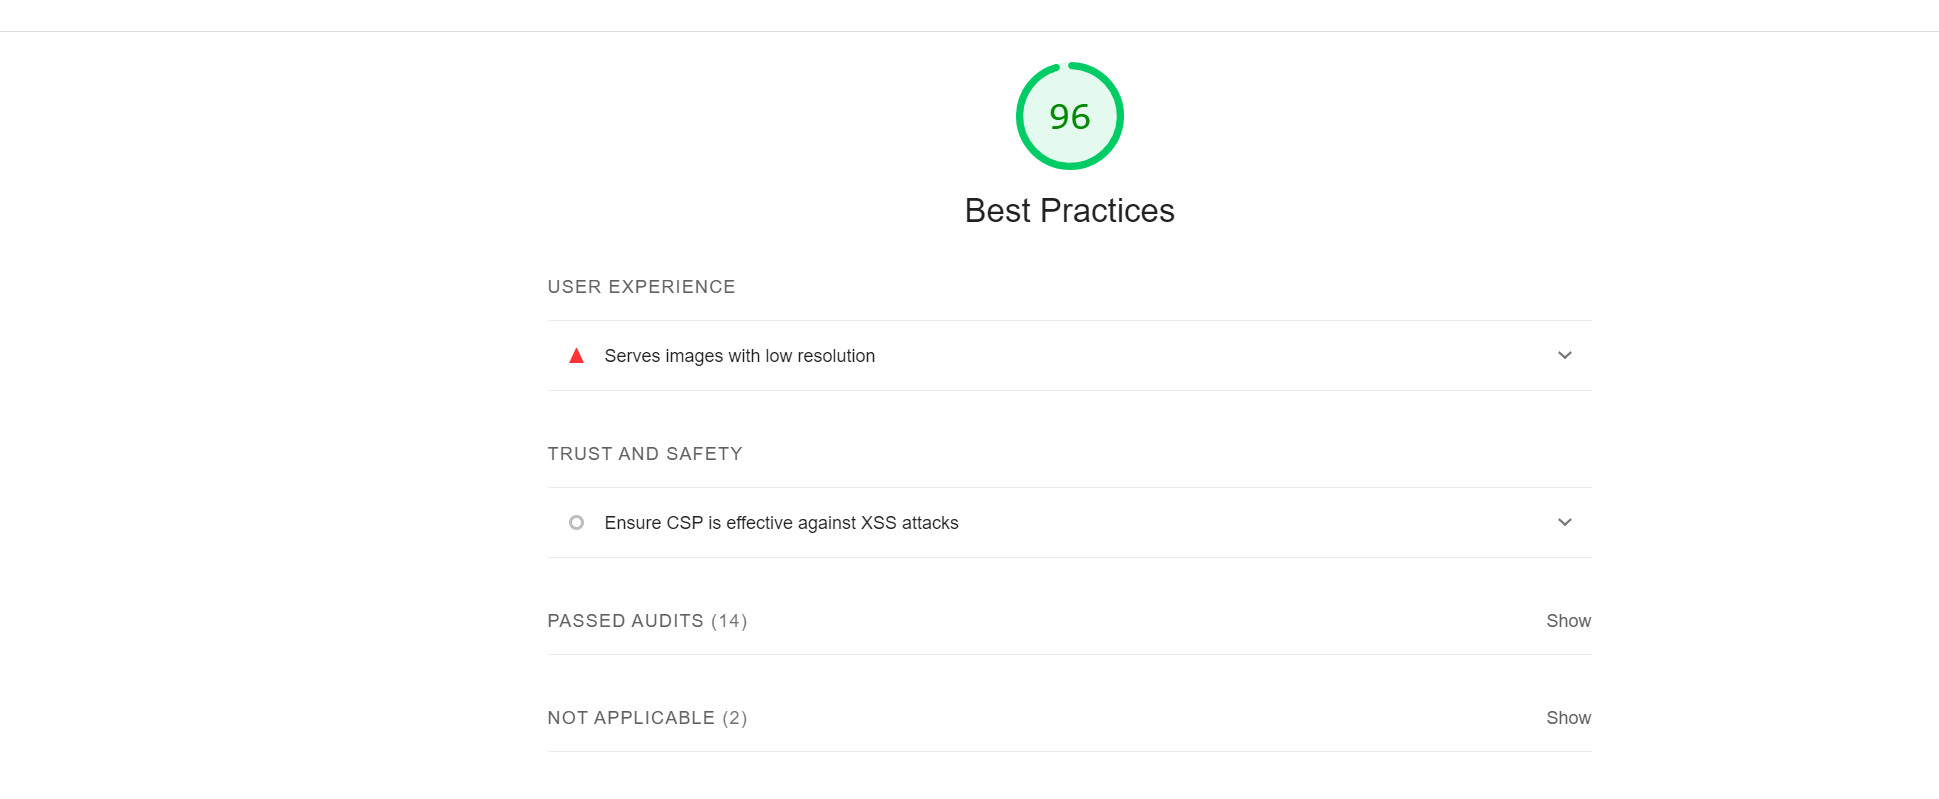 96
Best Practices
USER EXPERIENCE
Serves images with low resolution
TRUST AND SAFETY
Ensure CSP is effective against XSS attacks
PASSED AUDITS (14) Show
NOT APPLICABLE (2) Show